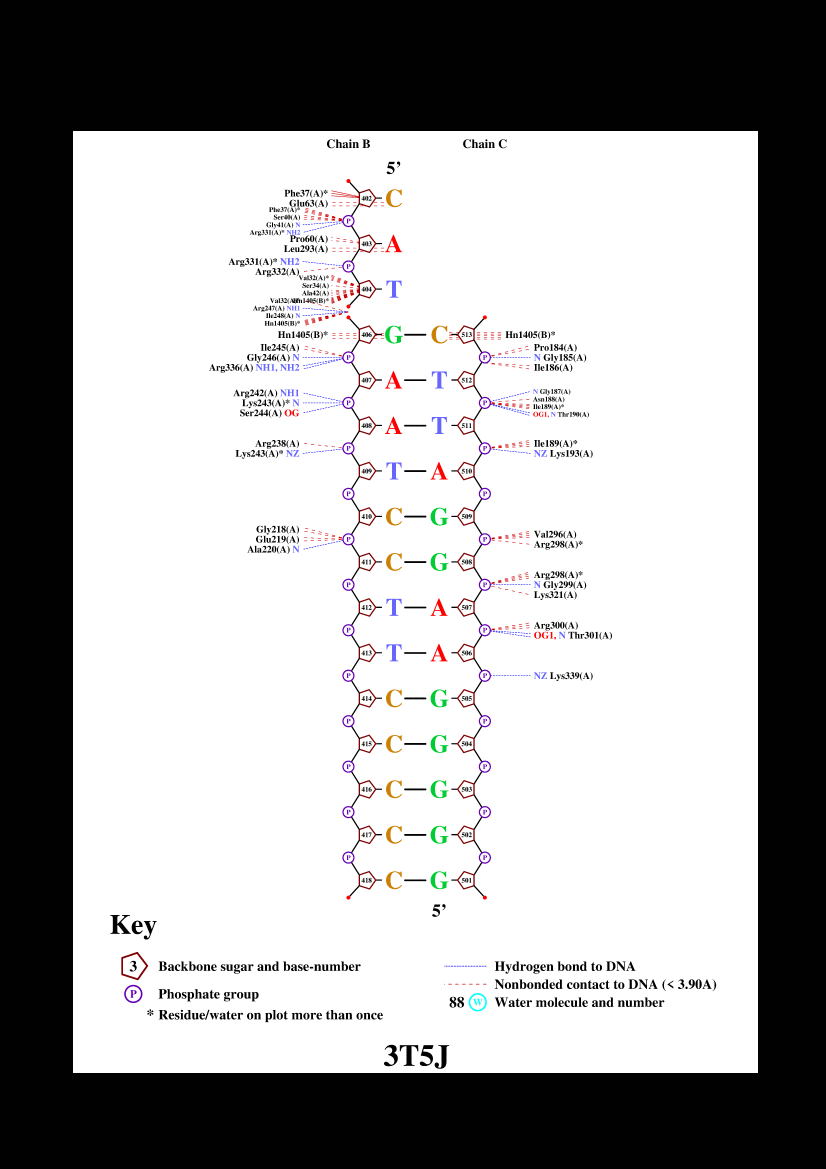 Chain B Chain C
5'
Phe37(A)* 402 C
Glu63(A)
Phe37(A)*
Ser40(A)
Gly41(A) N P
Arg331(A)* NH2
Pro60(A) 403 A
Leu293(A)
Arg331(A)* NH2 P
Arg332(A)
Val32(A)*
Ser34(A) 404 T
Ala42(A)
Val32(A)* Hn1405(B)*
Arg247(A) NH1
Ile248(A) N
Hn1405(B)*
Hn1405(B)* 406 G C 513 Hn1405(B)*
Ile245(A) Pro184(A)
Gly246(A) N P P N Gly185(A)
Arg336(A) NH1, NH2 Ile186(A)
407 A T 512
Arg242(A) NH1 N Gly187(A)
Asn188(A)
Lys243(A)* N P P Ile189(A)*
Ser244(A) OG OG1, N Thr190(A)
408 A T 511
Arg238(A) P P Ile189(A)*
Lys243(A)* NZ NZ Lys193(A)
409 T A 510
P P
410 C G 509
Gly218(A) Val296(A)
Glu219(A) P P Arg298(A)*
Ala220(A) N
411 C G 508
Arg298(A)*
P P N Gly299(A)
Lys321(A)
412 T A 507
P P Arg300(A)
OG1, N Thr301(A)
413 T A 506
P P NZ Lys339(A)
414 C G 505
P P
415 C G 504
P P
416 C G 503
P P
417 C G 502
P P
418 C G 501
5'
Key
3 Backbone sugar and base-number
P Phosphate group
* Residue/water on plot more than once
Hydrogen bond to DNA
Nonbonded contact to DNA (< 3.90A)
88 W Water molecule and number
3T5J